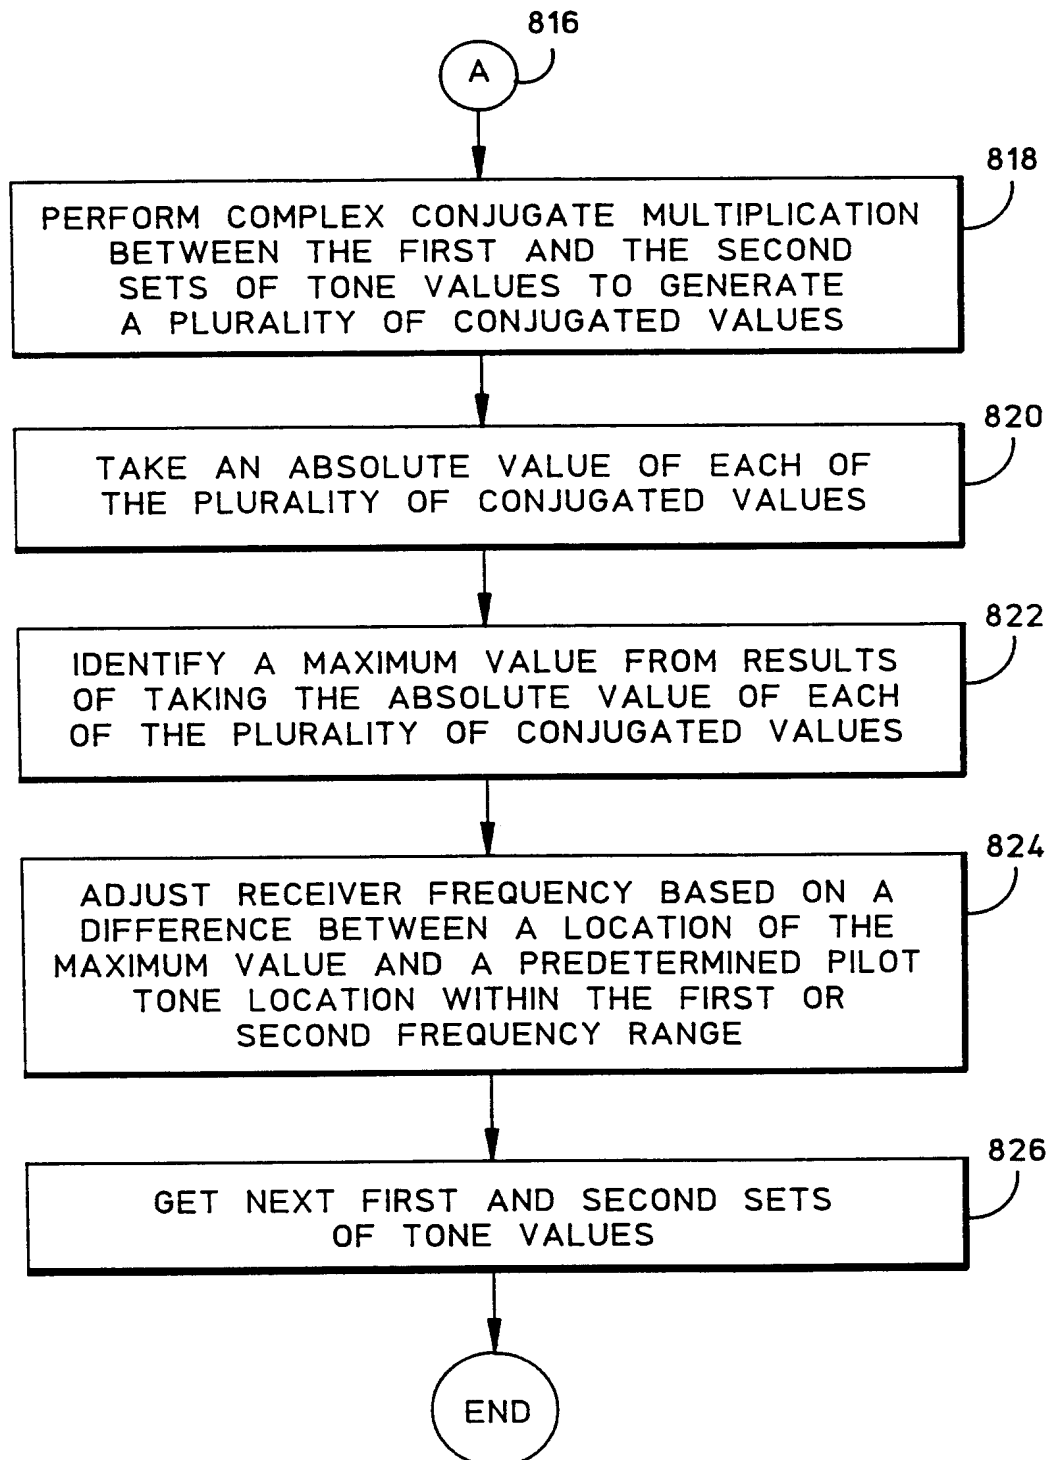 816
A
818
PERFORM COMPLEX CONJUGATE MULTIPLICATION
BETWEEN THE FIRST AND THE SECOND
SETS OF TONE VALUES TO GENERATE
A PLURALITY OF CONJUGATED VALUES
820
TAKE AN ABSOLUTE VALUE OF EACH OF
THE PLURALITY OF CONJUGATED VALUES
822
IDENTIFY A MAXIMUM VALUE FROM RESULTS
OF TAKING THE ABSOLUTE VALUE OF EACH
OF THE PLURALITY OF CONJUGATED VALUES
824
ADJUST RECEIVER FREQUENCY BASED ON A
DIFFERENCE BETWEEN A LOCATION OF THE
MAXIMUM VALUE AND A PREDETERMINED PILOT
TONE LOCATION WITHIN THE FIRST OR
SECOND FREQUENCY RANGE
826
GET NEXT FIRST AND SECOND SETS
OF TONE VALUES
END